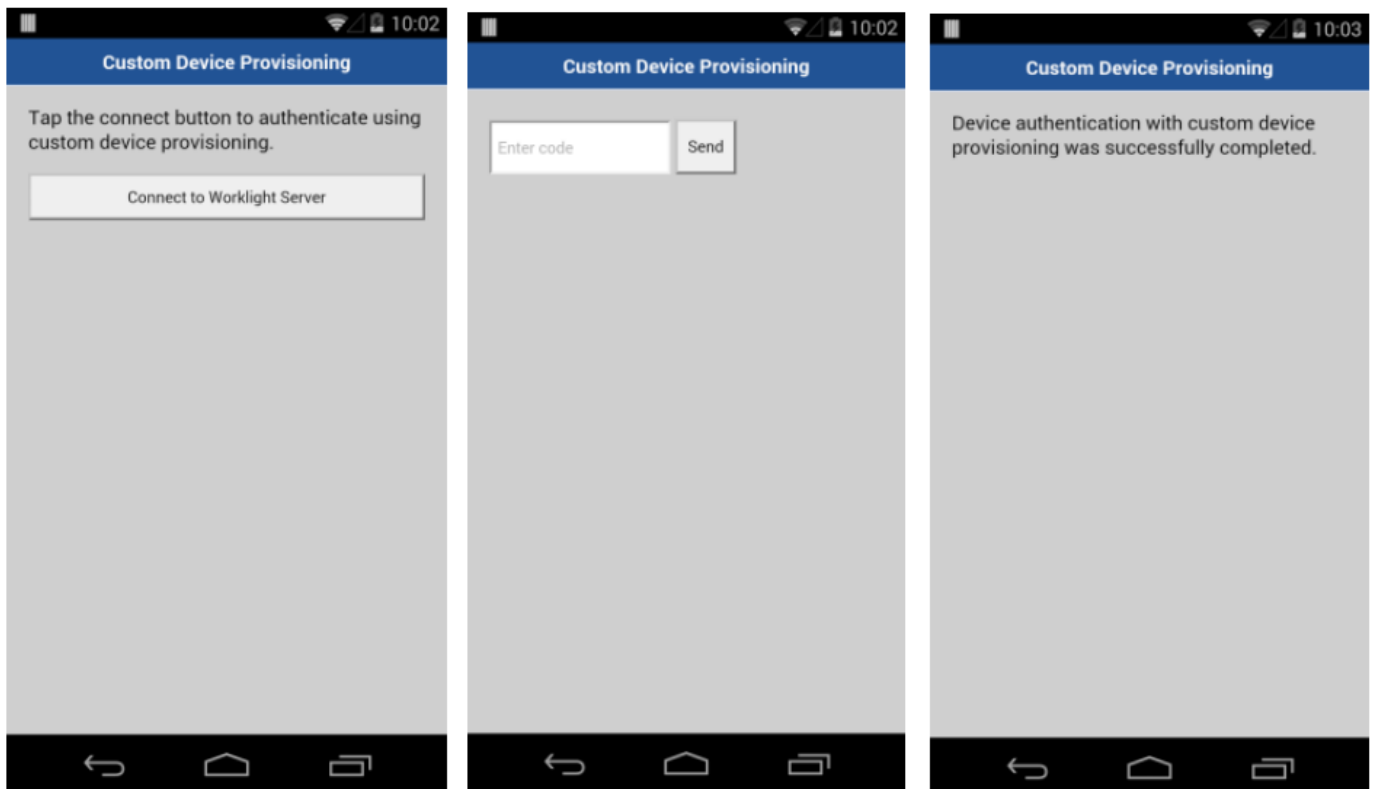 10:02
Custom Device Provisioning
Tap the connect button to authenticate using
custom device provisioning.
Connect to Worklight Server
10:02
Custom Device Provisioning
Enter code
Send
10:03
Custom Device Provisioning
Device authentication with custom device
provisioning was successfully completed.